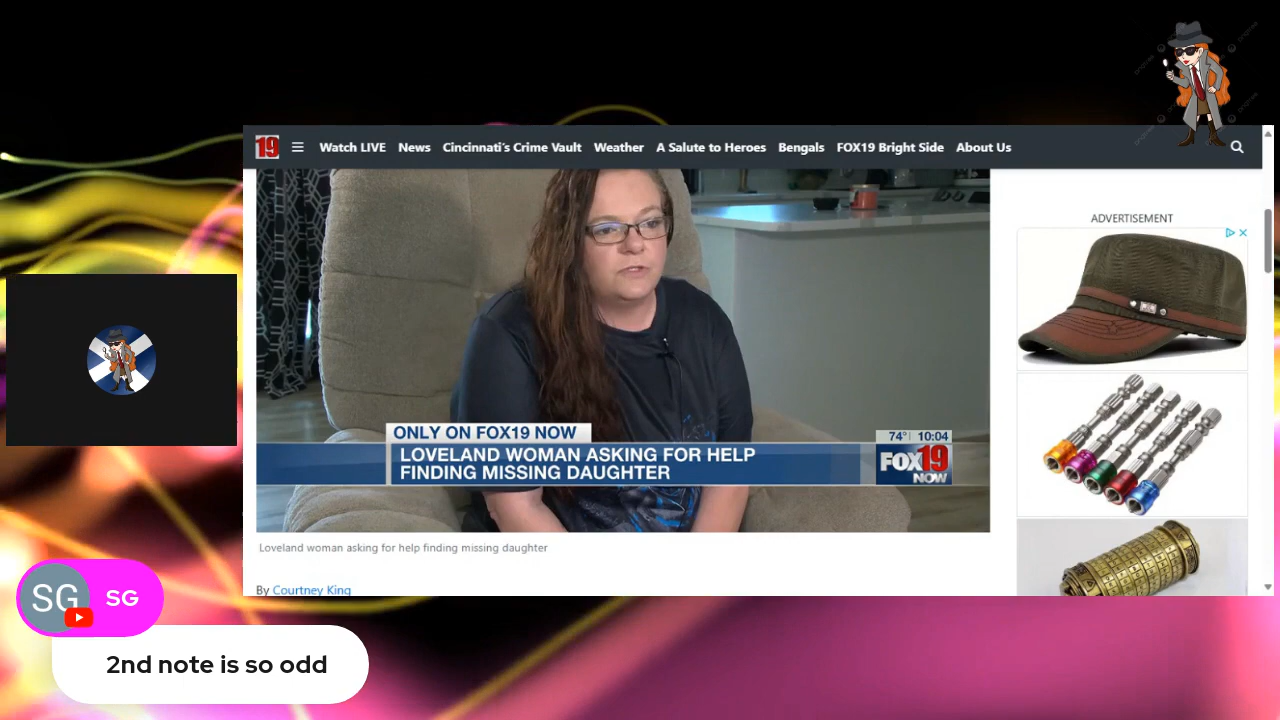 19
Watch LIVE
News
Cincinnati's Crime Vault
Weather
A Salute to Heroes
Bengals
FOX19 Bright Side
About Us
ADVERTISEMENT
ONLY ON FOX19 NOW
LOVELAND WOMAN ASKING FOR HELP
FINDING MISSING DAUGHTER
74° 10:04
FOX19
NOW
Loveland woman asking for help finding missing daughter
By Courtney King
SG
SG
2nd note is so odd